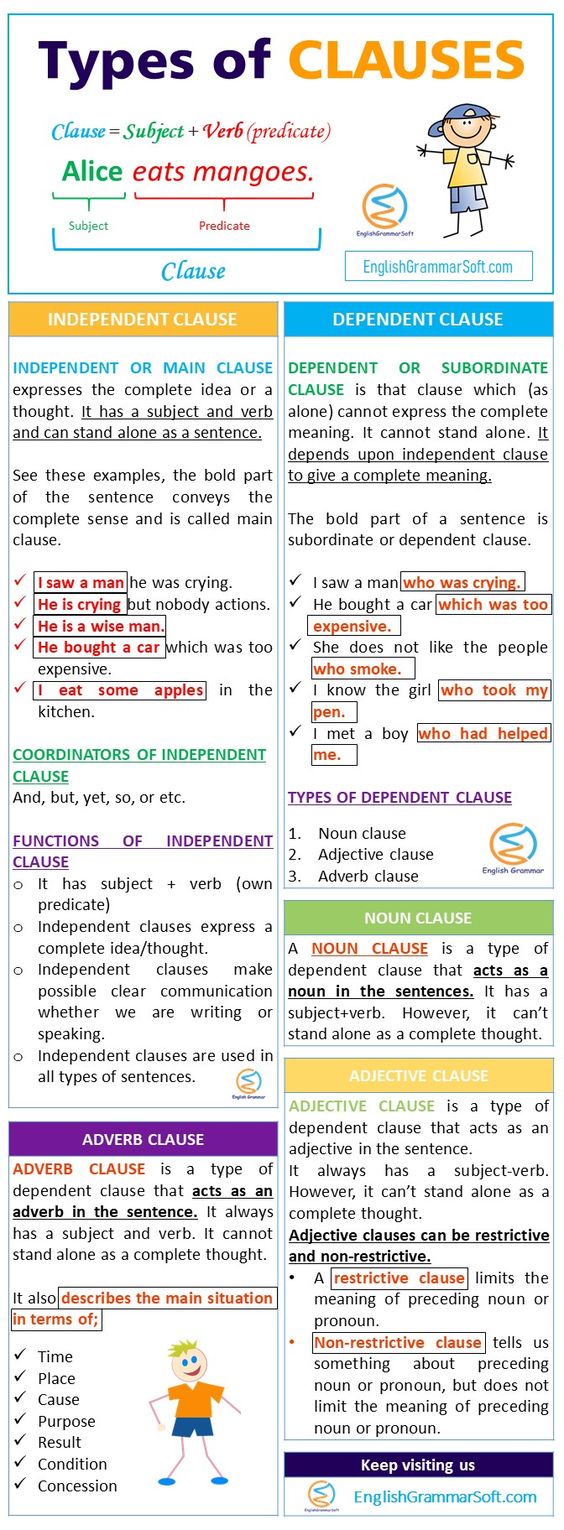 Types of CLAUSES
Clause = Subject + Verb (predicate)
Alice eats mangoes.
Subject
Predicate
Clause
EnglishGrammarSoft
EnglishGrammarSoft.com
INDEPENDENT CLAUSE
INDEPENDENT OR MAIN CLAUSE
expresses the complete idea or a
thought. It has a subject and verb
and can stand alone as a sentence.
See these examples, the bold part
of the sentence conveys the
complete sense and is called main
clause.
✓ I saw a man he was crying.
✓ He is crying but nobody actions.
✓ He is a wise man.
✓ He bought a car which was too
expensive.
✓ I eat some apples in the
kitchen.
COORDINATORS OF INDEPENDENT
CLAUSE
And, but, yet, so, or etc.
FUNCTIONS OF INDEPENDENT
CLAUSE
o It has subject + verb (own
predicate)
o Independent clauses express a
complete idea/thought.
o Independent clauses make
possible clear communication
whether we are writing or
speaking.
o Independent clauses are used in
all types of sentences.
English Grammar
DEPENDENT CLAUSE
DEPENDENT OR SUBORDINATE
CLAUSE is that clause which (as
alone) cannot express the complete
meaning. It cannot stand alone. It
depends upon independent clause
to give a complete meaning.
The bold part of a sentence is
subordinate or dependent clause.
✓ I saw a man who was crying.
✓ He bought a car which was too
expensive.
✓ She does not like the people
who smoke.
✓ I know the girl who took my
pen.
✓ I met a boy who had helped
me.
TYPES OF DEPENDENT CLAUSE
1. Noun clause
2. Adjective clause
3. Adverb clause
English Grammar
NOUN CLAUSE
A NOUN CLAUSE is a type of
dependent clause that acts as a
noun in the sentences. It has a
subject+verb. However, it can't
stand alone as a complete thought.
ADJECTIVE CLAUSE
ADJECTIVE CLAUSE is a type of
dependent clause that acts as an
adjective in the sentence.
It always has a subject-verb.
However, it can't stand alone as a
complete thought.
Adjective clauses can be restrictive
and non-restrictive.
• A restrictive clause limits the
meaning of preceding noun or
pronoun.
• Non-restrictive clause tells us
something about preceding
noun or pronoun, but does not
limit the meaning of preceding
noun or pronoun.
ADVERB CLAUSE
ADVERB CLAUSE is a type of
dependent clause that acts as an
adverb in the sentence. It always
has a subject and verb. It cannot
stand alone as a complete thought.
It also describes the main situation
in terms of;
✓ Time
✓ Place
✓ Cause
✓ Purpose
✓ Result
✓ Condition
✓ Concession
Keep visiting us
EnglishGrammarSoft
EnglishGrammarSoft.com